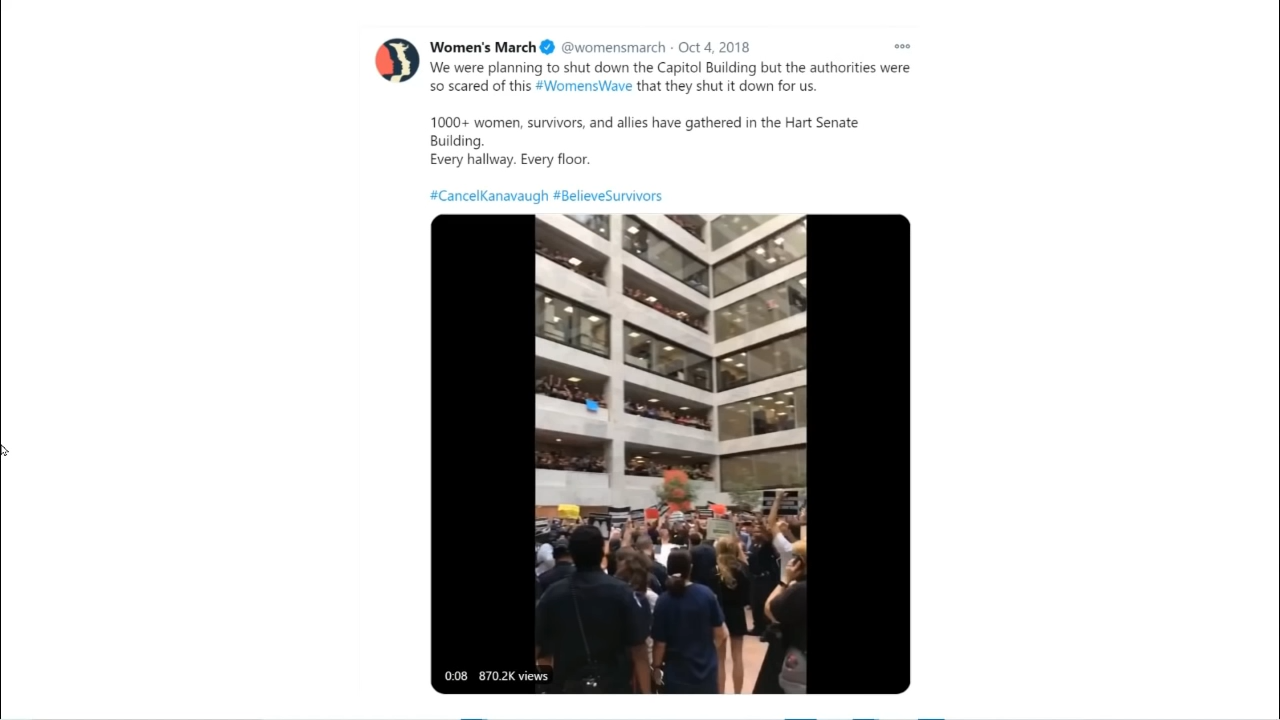 Women's March @womensmarch · Oct 4, 2018
We were planning to shut down the Capitol Building but the authorities were
so scared of this #WomensWave that they shut it down for us.
1000+ women, survivors, and allies have gathered in the Hart Senate
Building.
Every hallway. Every floor.
#CancelKanavaugh #BelieveSurvivors
0:08 870.2K views